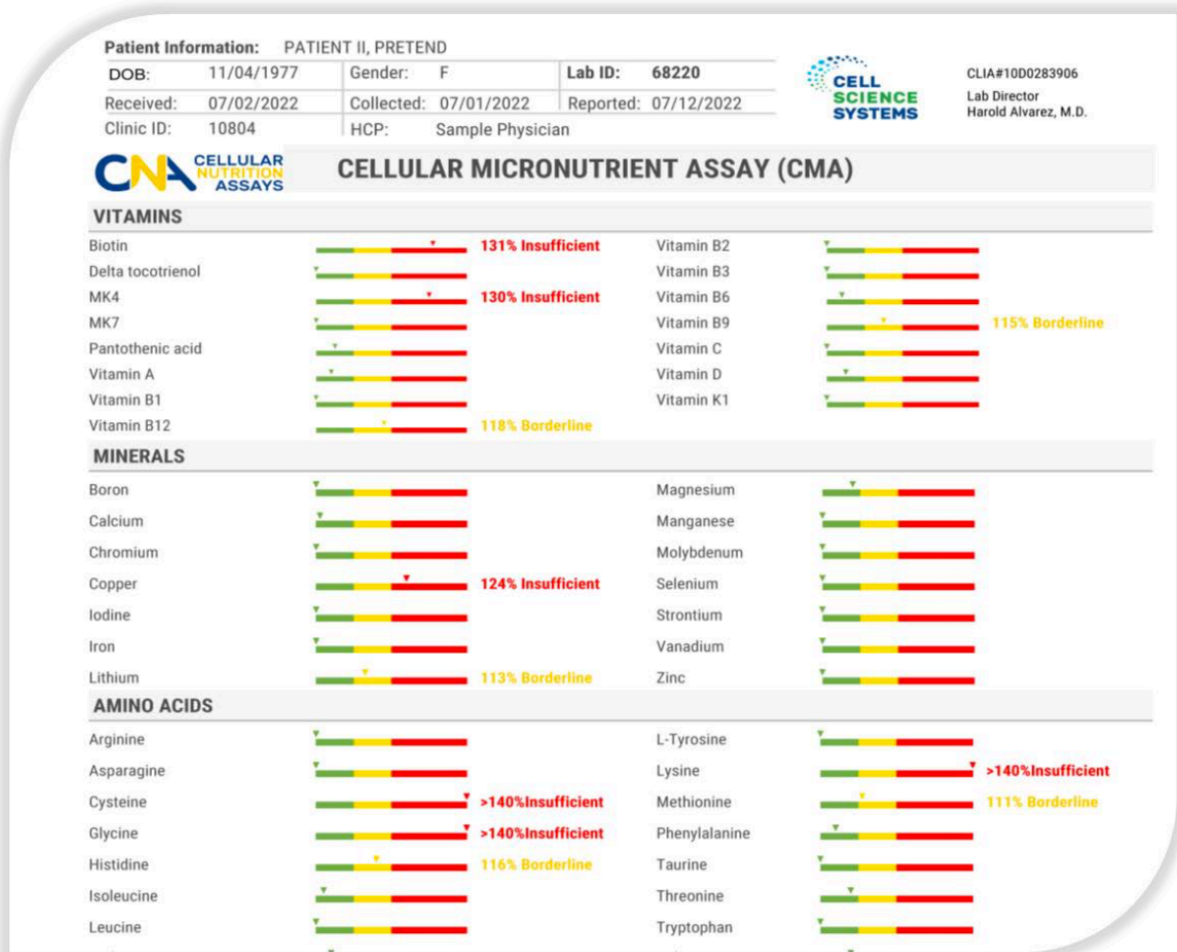 Patient Information: PATIENT II, PRETEND
DOB: 11/04/1977 Gender: F Lab ID: 68220
Received: 07/02/2022 Collected: 07/01/2022 Reported: 07/12/2022
Clinic ID: 10804 HCP: Sample Physician
CELL
SCIENCE
SYSTEMS
CLIA#10D0283906
Lab Director
Harold Alvarez, M.D.
CNA CELLULAR
NUTRITION
ASSAYS
CELLULAR MICRONUTRIENT ASSAY (CMA)
VITAMINS
Biotin 131% Insufficient Vitamin B2
Delta tocotrienol Vitamin B3
MK4 130% Insufficient Vitamin B6
MK7 Vitamin B9 115% Borderline
Pantothenic acid Vitamin C
Vitamin A Vitamin D
Vitamin B1 Vitamin K1
Vitamin B12 118% Borderline
MINERALS
Boron Magnesium
Calcium Manganese
Chromium Molybdenum
Copper 124% Insufficient Selenium
Iodine Strontium
Iron Vanadium
Lithium 113% Borderline Zinc
AMINO ACIDS
Arginine L-Tyrosine
Asparagine Lysine >140%Insufficient
Cysteine >140%Insufficient Methionine 111% Borderline
Glycine >140%Insufficient Phenylalanine
Histidine 116% Borderline Taurine
Isoleucine Threonine
Leucine Tryptophan